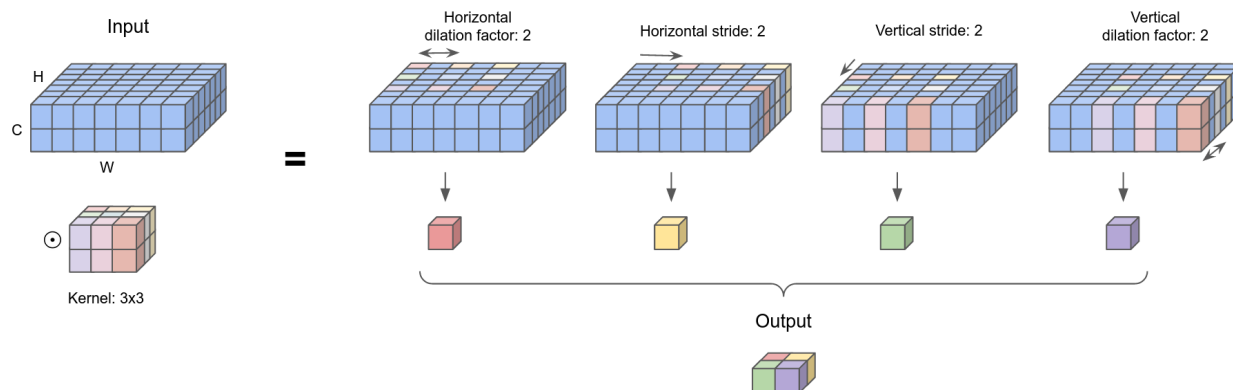 Input
H
C
W
Kernel: 3x3
=
Horizontal
dilation factor: 2
Horizontal stride: 2
Vertical stride: 2
Vertical
dilation factor: 2
Output